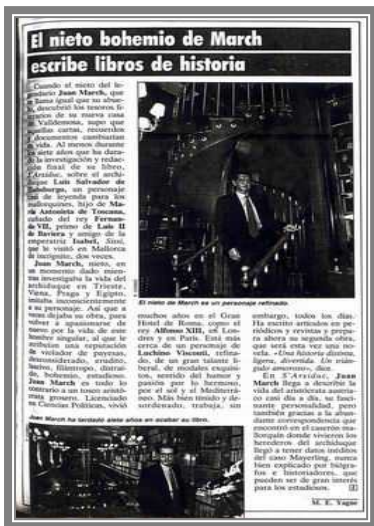 El nieto bohemio de March
escribe libros de historia
Cuando el nieto del le-
gendario Juan March, que
se llama igual que su abue-
lo, descubrió los tesoros li-
terarios de su nueva casa
de Valldemosa, supo que
aquellas cartas, recuerdos
y documentos cambiarían
su vida. Al menos durante
los siete años que ha dura-
do la investigación y redac-
ción final de su libro,
S'Arxiduc, sobre el archi-
duque Luis Salvador de
Habsburgo, un personaje
casi de leyenda para los
mallorquines, hijo de Ma-
ría Antonieta de Toscana,
cuñado del rey Fernan-
do VII, primo de Luis II
de Baviera y amigo de la
emperatriz Isabel, Sissi,
que le visitó en Mallorca
de incógnito, dos veces.
Juan March, nieto, en
un momento dado mien-
tras investigaba la vida del
archiduque en Trieste,
Viena, Praga y Egipto,
imitaba inconscientemente
a su personaje. Así que a
veces dejaba su obra, para
volver a apasionarse de
nuevo por la vida de este
hombre singular, al que le
atribuían una reputación
de violador de payesas,
desconsiderado, erudito,
lascivo, filántropo, distraí-
do, bohemio, estudioso.
Juan March es todo lo
contrario a un tosco aristó-
crata grosero. Licenciado
en Ciencias Políticas, vivió
El nieto de March es un personaje refinado.
muchos años en el Gran
Hotel de Roma, como el
rey Alfonso XIII, en Lon-
dres y en París. Está más
cerca de un personaje de
Luchino Visconti, refina-
do, de un gran talante li-
beral, de modales exquisi-
tos, sentido del humor y
pasión por lo hermoso,
por el sol y el Mediterrá-
neo. Más bien tímido y de-
sordenado, trabaja, sin
Juan March ha tardado siete años en acabar su libro.
embargo, todos los días.
Ha escrito artículos en pe-
riódicos y revistas y prepa-
ra ahora su segunda obra,
que será esta vez una no-
vela. «Una historia distinta,
ligera, divertida. Un trián-
gulo amoroso», dice.
En S'Arxiduc, Juan
March llega a describir la
vida del aristócrata austria-
co casi día a día, su fasci-
nante personalidad, pero
también gracias a la abun-
dante correspondencia que
encontró en el caserón ma-
llorquín donde vivieron los
herederos del archiduque
llegó a tener datos inéditos
del caso Mayerling, nunca
bien explicado por biógra-
fos e historiadores, que
pueden ser de gran interés
para los estudiosos.
M. E. Yagüe